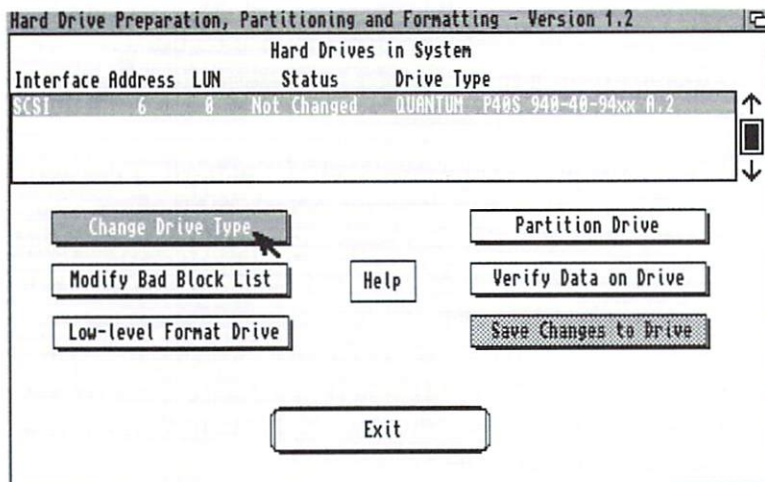 Hard Drive Preparation, Partitioning and Formatting - Version 1.2
Hard Drives in System
Interface Address LUN Status Drive Type
SCSI 6 0 Not Changed QUANTUM P40S 940-40-94xx A.2
Change Drive Type
Partition Drive
Modify Bad Block List
Help
Verify Data on Drive
Low-level Format Drive
Save Changes to Drive
Exit